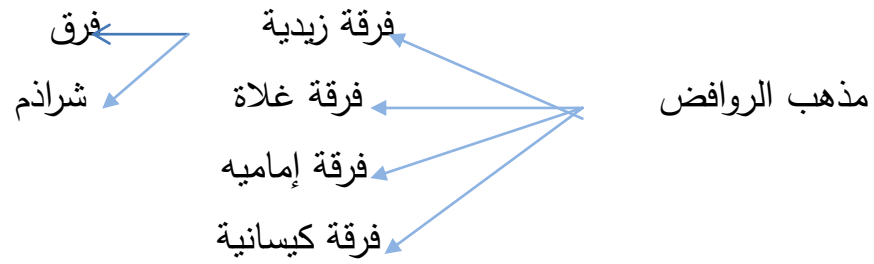 فرقة زيدية فرق
مذهب الروافض فرقة غلاة شراذم
فرقة إماميه
فرقة كيسانية